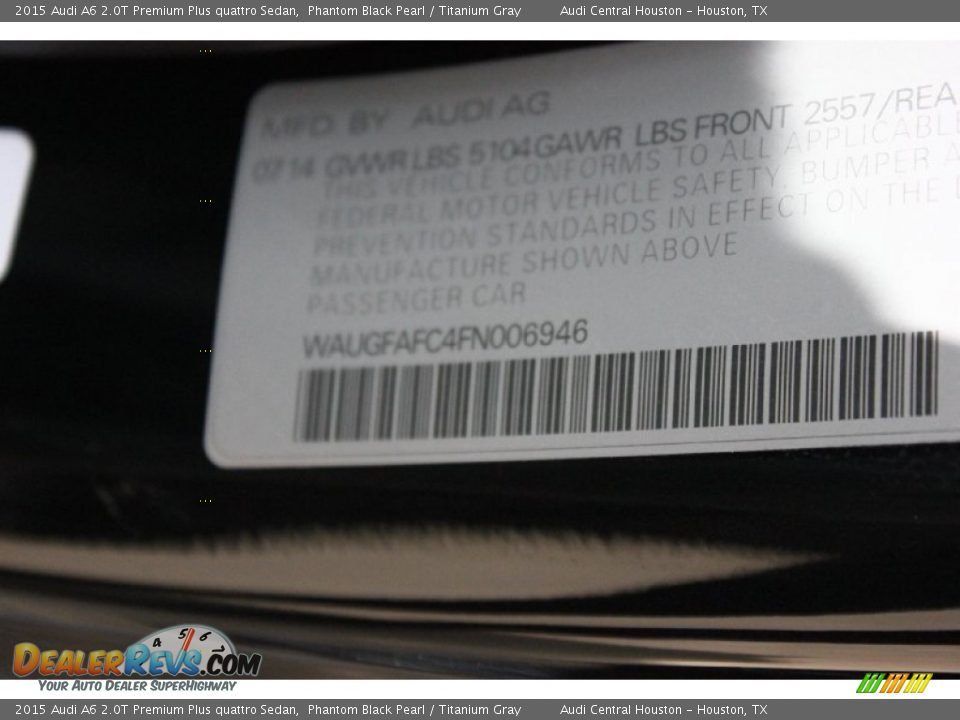 2015 Audi A6 2.0T Premium Plus quattro Sedan, Phantom Black Pearl / Titanium Gray Audi Central Houston - Houston, TX
MFD. BY AUDI AG
07 14 GVWR LBS 5104 GAWR LBS FRONT 2557/REA
THIS VEHICLE CONFORMS TO ALL APPLICABLE
FEDERAL MOTOR VEHICLE SAFETY, BUMPER A
PREVENTION STANDARDS IN EFFECT ON THE D
MANUFACTURE SHOWN ABOVE
PASSENGER CAR
WAUGFAFC4FN006946
4 5 6
DEALERREVS.COM
YOUR AUTO DEALER SUPERHIGHWAY
2015 Audi A6 2.0T Premium Plus quattro Sedan, Phantom Black Pearl / Titanium Gray Audi Central Houston - Houston, TX